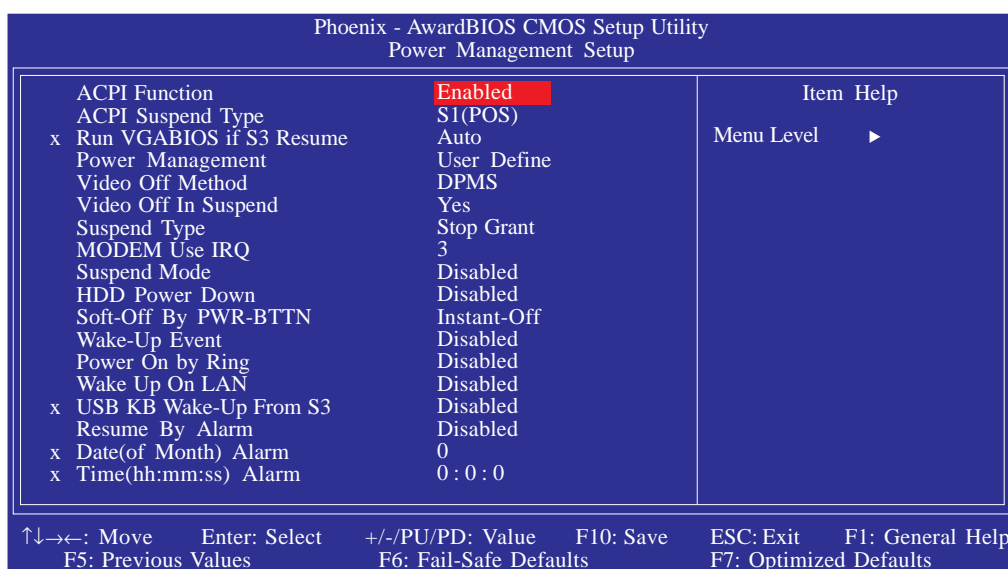 Phoenix - AwardBIOS CMOS Setup Utility
Power Management Setup
ACPI Function Enabled
ACPI Suspend Type S1(POS)
x Run VGABIOS if S3 Resume Auto
Power Management User Define
Video Off Method DPMS
Video Off In Suspend Yes
Suspend Type Stop Grant
MODEM Use IRQ 3
Suspend Mode Disabled
HDD Power Down Disabled
Soft-Off By PWR-BTTN Instant-Off
Wake-Up Event Disabled
Power On by Ring Disabled
Wake Up On LAN Disabled
x USB KB Wake-Up From S3 Disabled
Resume By Alarm Disabled
x Date(of Month) Alarm 0
x Time(hh:mm:ss) Alarm 0 : 0 : 0
Item Help
Menu Level ▶
↑↓→←: Move Enter: Select +/-/PU/PD: Value F10: Save ESC: Exit F1: General Help
F5: Previous Values F6: Fail-Safe Defaults F7: Optimized Defaults